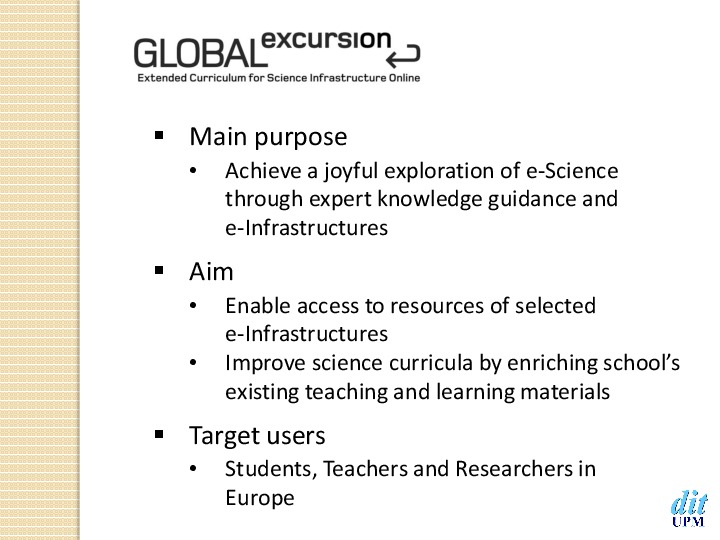 GLOBAL excursion
Extended Curriculum for Science Infrastructure Online
▪ Main purpose
• Achieve a joyful exploration of e-Science
through expert knowledge guidance and
e-Infrastructures
▪ Aim
• Enable access to resources of selected
e-Infrastructures
• Improve science curricula by enriching school’s
existing teaching and learning materials
▪ Target users
• Students, Teachers and Researchers in
Europe
dit
UPM